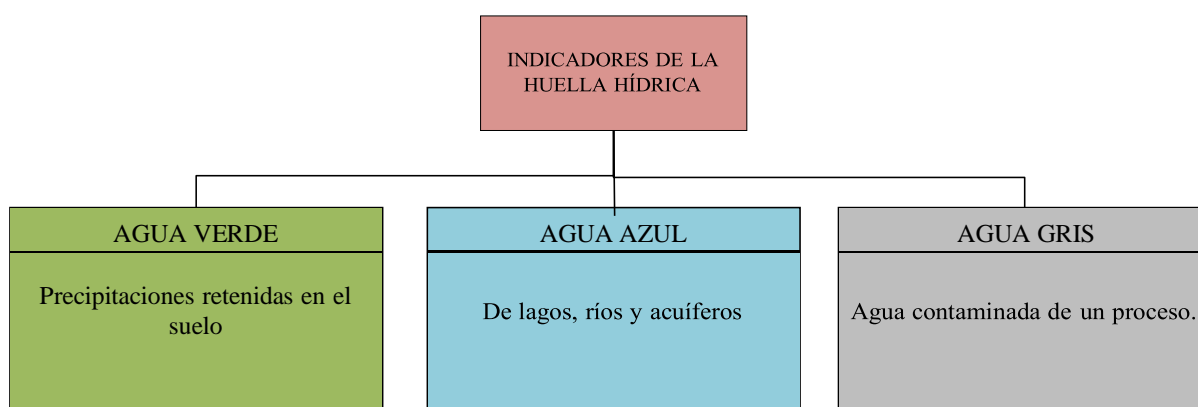 INDICADORES DE LA
HUELLA HÍDRICA
AGUA VERDE
Precipitaciones retenidas en el
suelo
AGUA AZUL
De lagos, ríos y acuíferos
AGUA GRIS
Agua contaminada de un proceso.